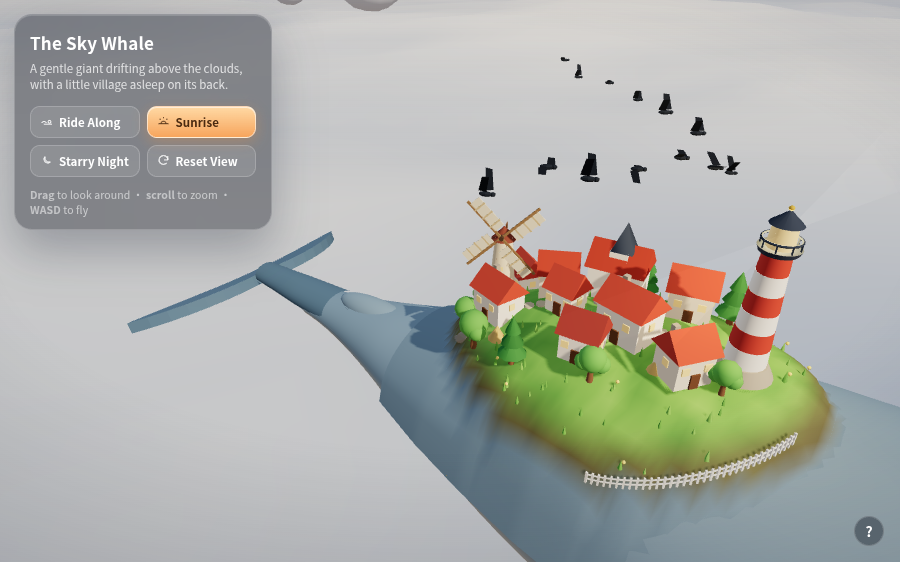 The Sky Whale
A gentle giant drifting above the clouds,
with a little village asleep on its back.
Ride Along
Sunrise
Starry Night
Reset View
Drag to look around • scroll to zoom •
WASD to fly
?